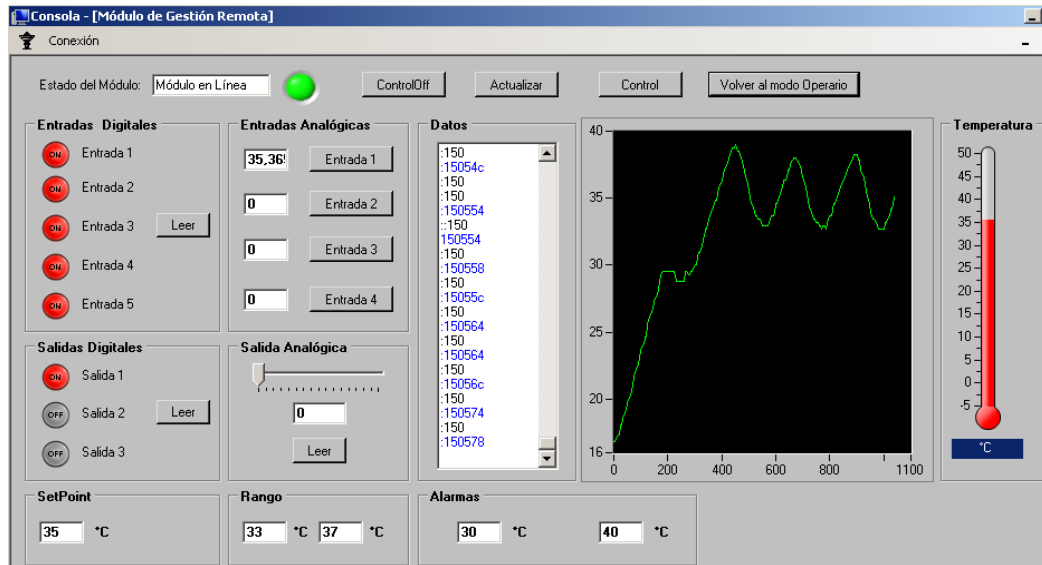 Consola - [Módulo de Gestión Remota]
Conexión
Estado del Módulo: Módulo en Línea ControlOff Actualizar Control Volver al modo Operario
Entradas Digitales
ON Entrada 1
ON Entrada 2
ON Entrada 3 Leer
ON Entrada 4
ON Entrada 5
Entradas Analógicas
Entrada 1
0 Entrada 2
0 Entrada 3
0 Entrada 4
Datos
:150
:15054c
:150
:150
:150554
::150
150554
:150
:150558
:150
:15055c
:150
:150564
:150
:150564
:150
:15056c
:150
:150574
:150
:150578
40
35
30
25
20
16
0 200 400 600 800 1100
Temperatura
50
45
40
35
30
25
20
15
10
5
0
-5
°C
Salidas Digitales
ON Salida 1
OFF Salida 2 Leer
OFF Salida 3
Salida Analógica
0
Leer
SetPoint
35 °C
Rango
33 °C 37 °C
Alarmas
30 °C 40 °C